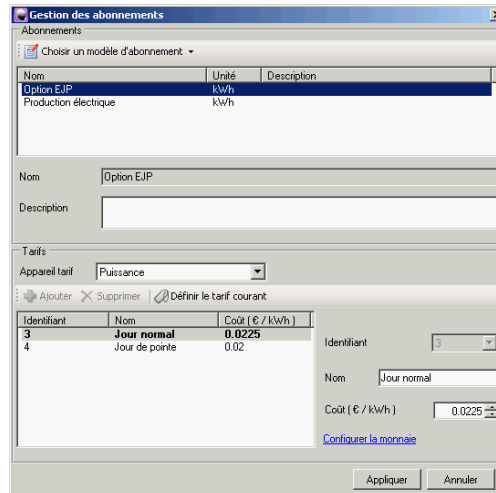 Gestion des abonnements
Abonnements
Choisir un modèle d'abonnement
Nom Unité Description
Option EJP kWh
Production électrique kWh
Nom Option EJP
Description
Tarifs
Appareil tarif Puissance
Ajouter Supprimer Définir le tarif courant
Identifiant Nom Coût ( € / kWh )
3 Jour normal 0.0225
4 Jour de pointe 0.02
Identifiant 3
Nom Jour normal
Coût ( € / kWh ) 0.0225
Configurer la monnaie
Appliquer Annuler